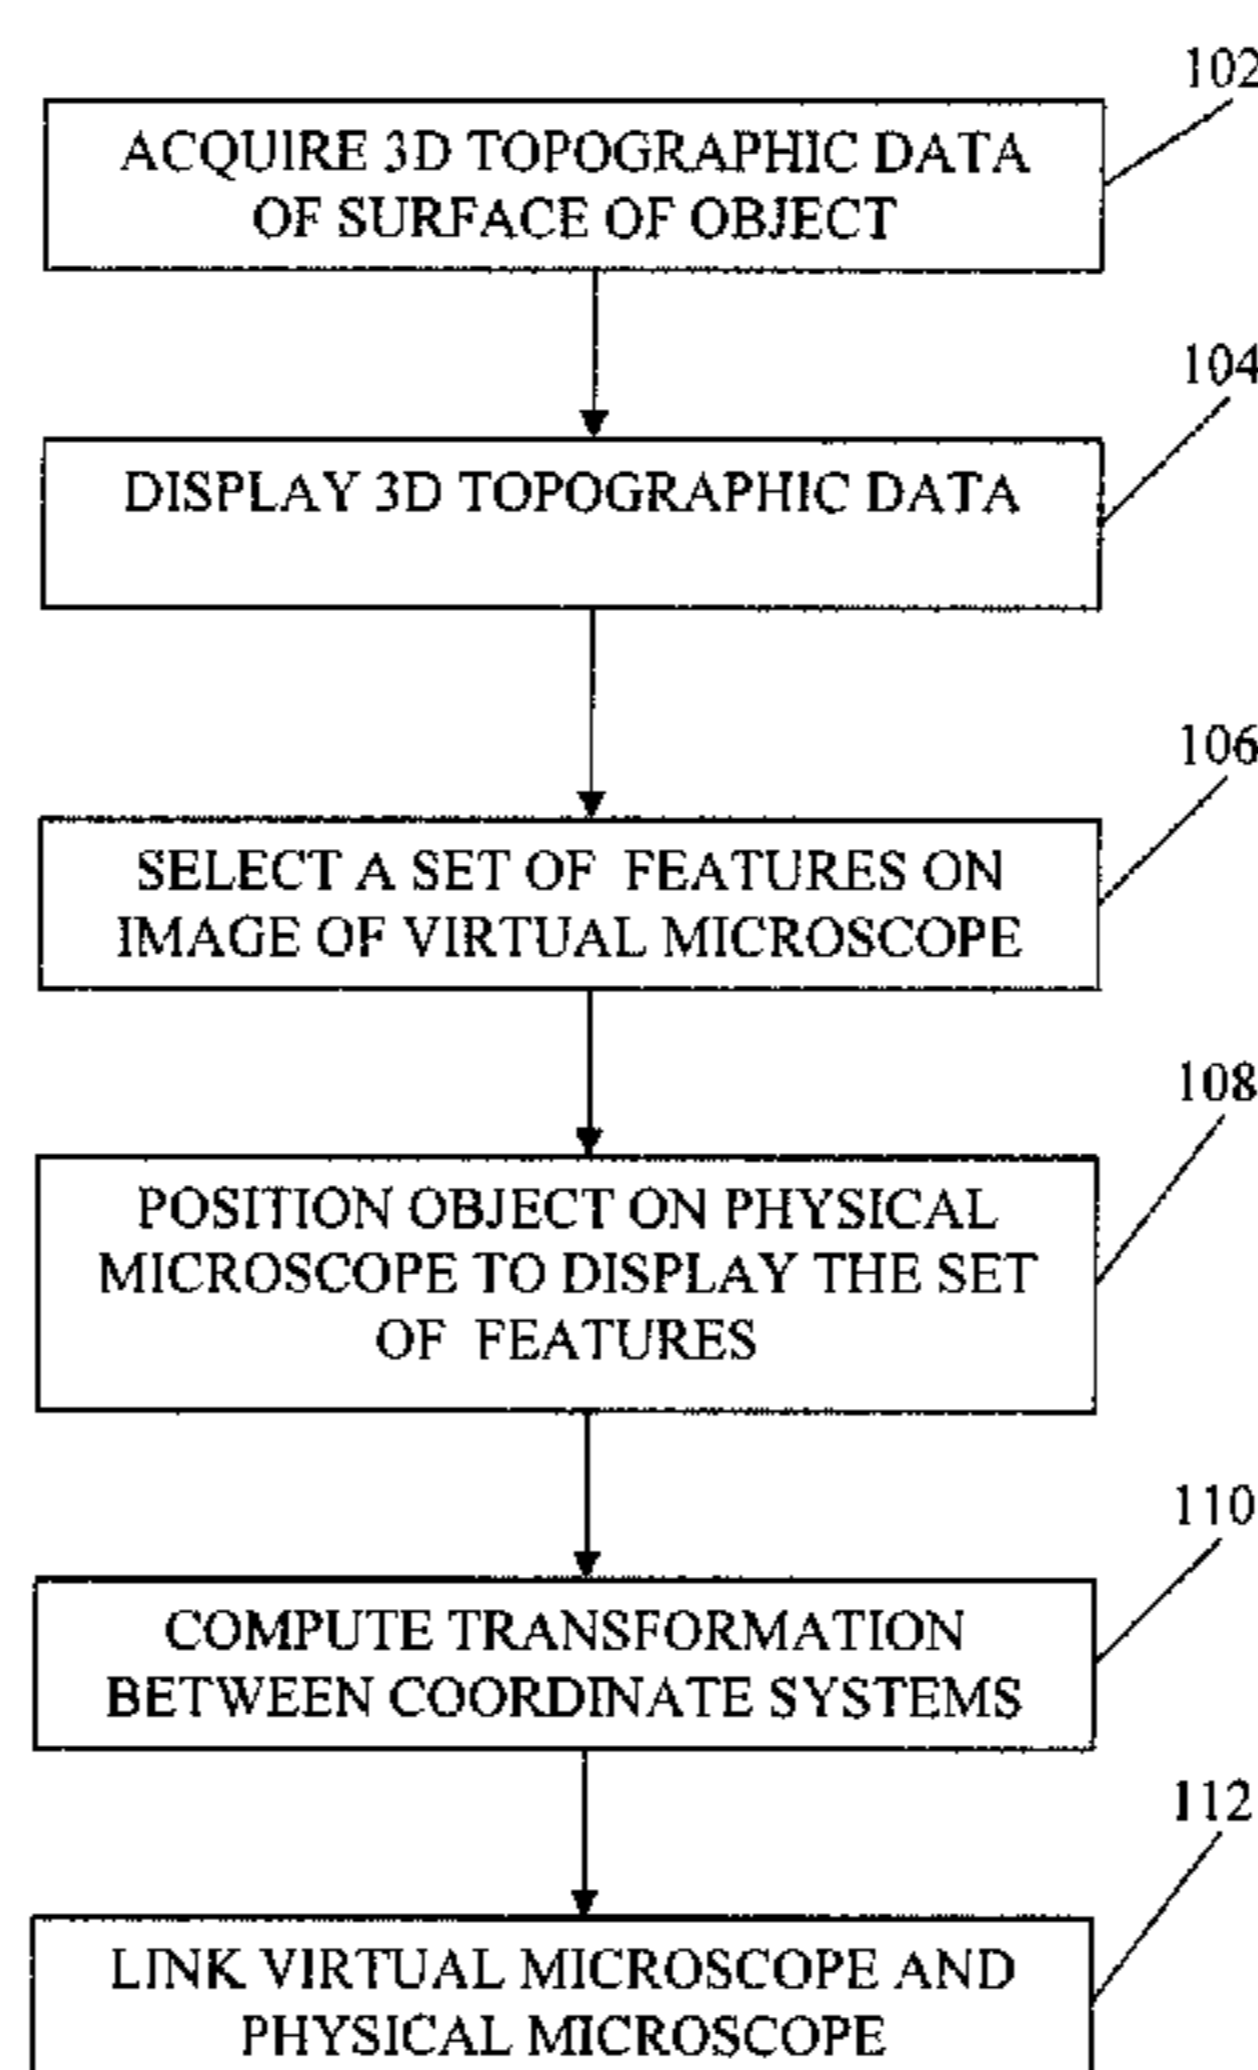 102
ACQUIRE 3D TOPOGRAPHIC DATA
OF SURFACE OF OBJECT
104
DISPLAY 3D TOPOGRAPHIC DATA
106
SELECT A SET OF FEATURES ON
IMAGE OF VIRTUAL MICROSCOPE
108
POSITION OBJECT ON PHYSICAL
MICROSCOPE TO DISPLAY THE SET
OF FEATURES
110
COMPUTE TRANSFORMATION
BETWEEN COORDINATE SYSTEMS
112
LINK VIRTUAL MICROSCOPE AND
PHYSICAL MICROSCOPE